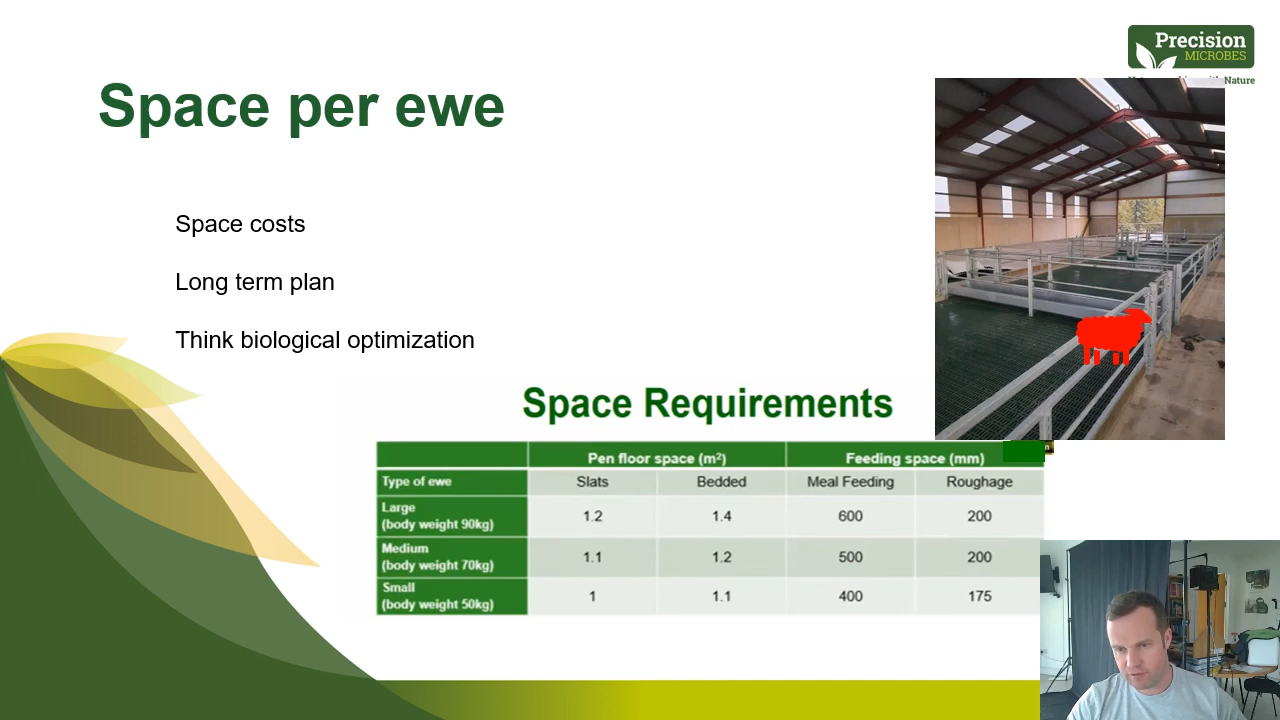 Precision
MICROBES
Space per ewe
Space costs
Long term plan
Think biological optimization
Space Requirements
Pen floor space (m²) Feeding space (mm)
Type of ewe Slats Bedded Meal Feeding Roughage
Large
(body weight 90kg) 1.2 1.4 600 200
Medium
(body weight 70kg) 1.1 1.2 500 200
Small
(body weight 50kg) 1 1.1 400 175